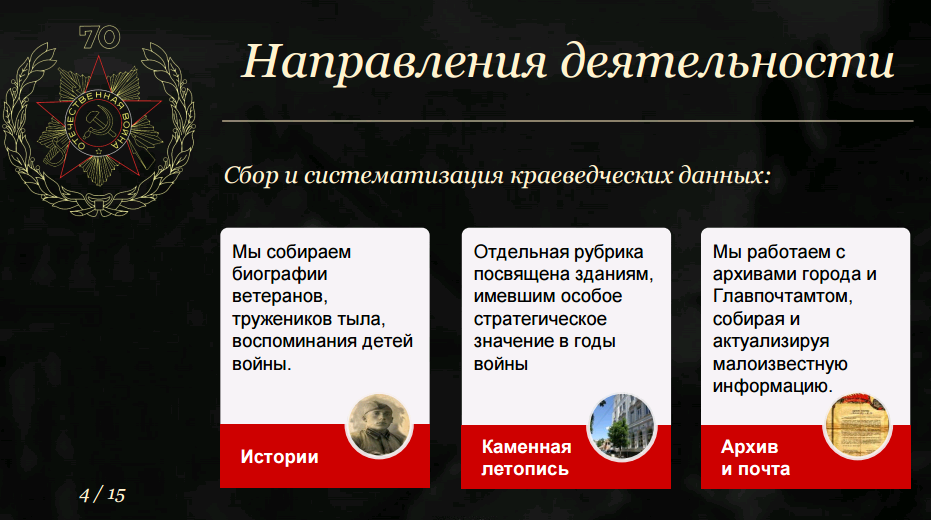 70
ОТЕЧЕСТВЕННАЯ ВОЙНА
Направления деятельности
Сбор и систематизация краеведческих данных:
Мы собираем
биографии
ветеранов,
тружеников тыла,
воспоминания детей
войны.
Истории
Отдельная рубрика
посвящена зданиям,
имевшим особое
стратегическое
значение в годы
войны
Каменная
летопись
Мы работаем с
архивами города и
Главпочтамтом,
собирая и
актуализируя
малоизвестную
информацию.
Архив
и почта
4 / 15